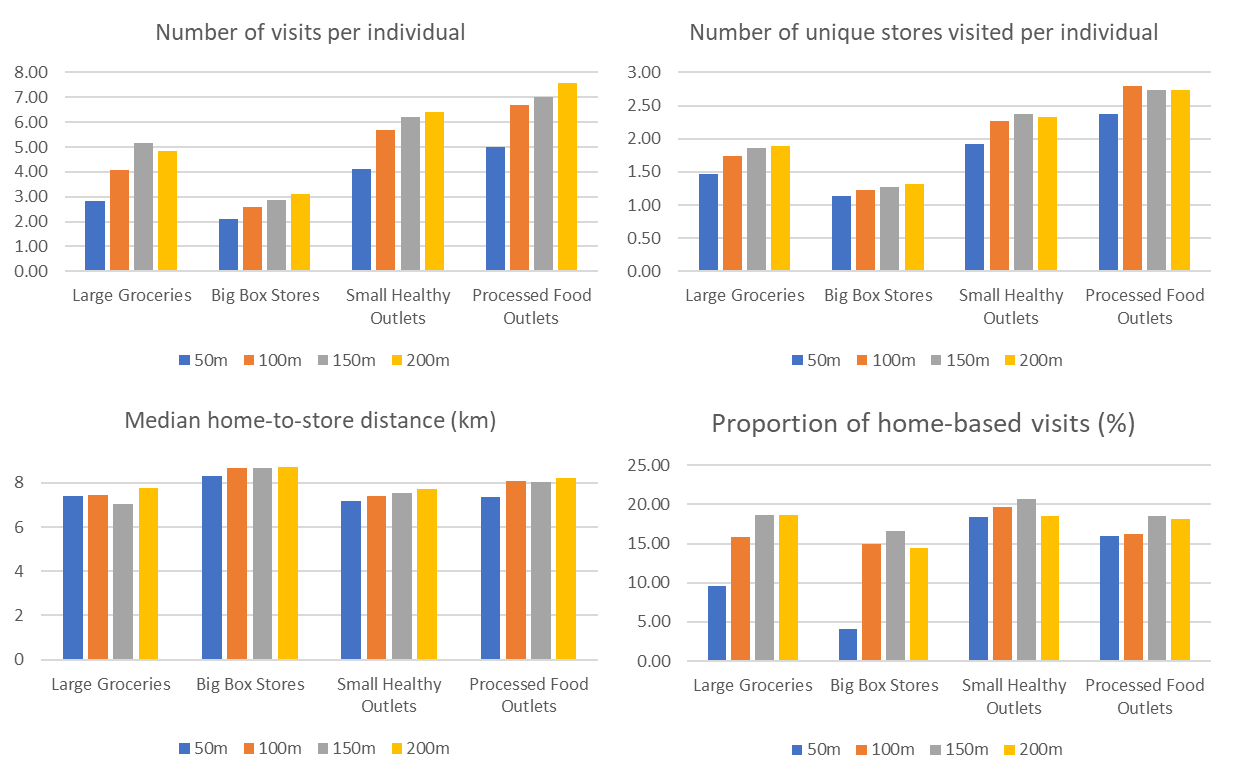 Number of visits per individual
8.00
7.00
6.00
5.00
4.00
3.00
2.00
1.00
0.00
Large Groceries Big Box Stores Small Healthy Outlets Processed Food Outlets
50m 100m 150m 200m
Number of unique stores visited per individual
3.00
2.50
2.00
1.50
1.00
0.50
0.00
Large Groceries Big Box Stores Small Healthy Outlets Processed Food Outlets
50m 100m 150m 200m
Median home-to-store distance (km)
8
6
4
2
0
Large Groceries Big Box Stores Small Healthy Outlets Processed Food Outlets
50m 100m 150m 200m
Proportion of home-based visits (%)
25.00
20.00
15.00
10.00
5.00
0.00
Large Groceries Big Box Stores Small Healthy Outlets Processed Food Outlets
50m 100m 150m 200m